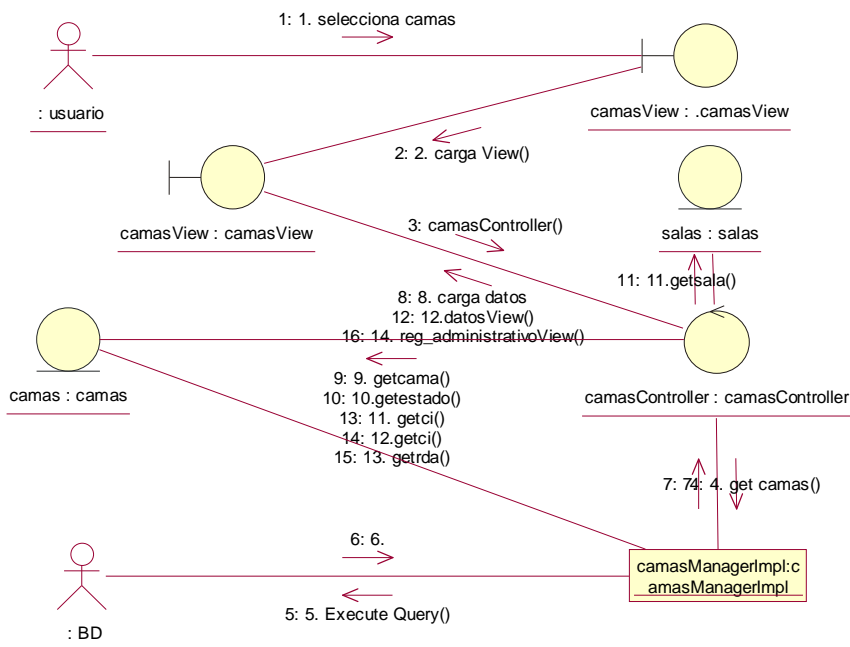 1: 1. selecciona camas
: usuario
camasView : .camasView
2: 2. carga View()
camasView : camasView
3: camasController()
salas : salas
11: 11.getsala()
8: 8. carga datos
12: 12.datosView()
16: 14. reg_administrativoView()
camas : camas
9: 9. getcama()
10: 10.getestado()
13: 11. getci()
14: 12.getci()
15: 13. getrda()
camasController : camasController
7: 7.
4: 4. get camas()
6: 6.
camasManagerImpl:c
amasManagerImpl
5: 5. Execute Query()
: BD